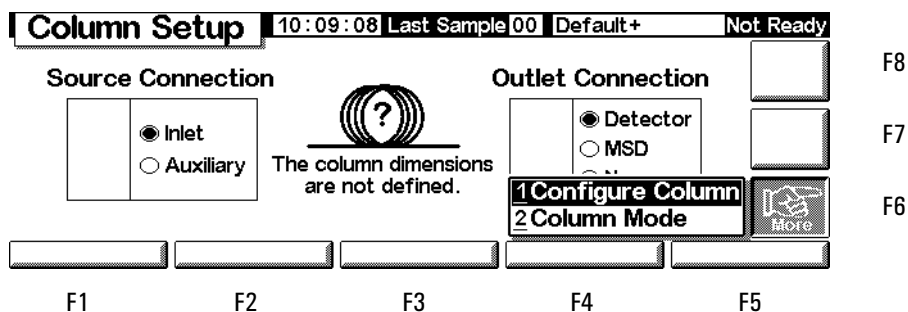 Column Setup 10:09:08 Last Sample 00 Default+ Not Ready
F8
Source Connection
Outlet Connection
?
Inlet
Auxiliary
The column dimensions
are not defined.
Detector
MSD
F7
1 Configure Column
2 Column Mode
More
F6
F1 F2 F3 F4 F5